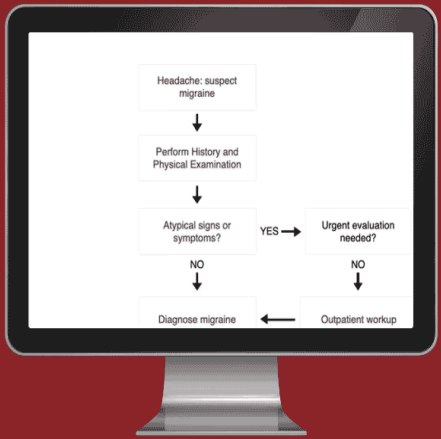 Headache: suspect
migraine
Perform History and
Physical Examination
Atypical signs or
symptoms?
YES
Urgent evaluation
needed?
NO
NO
Diagnose migraine
Outpatient workup